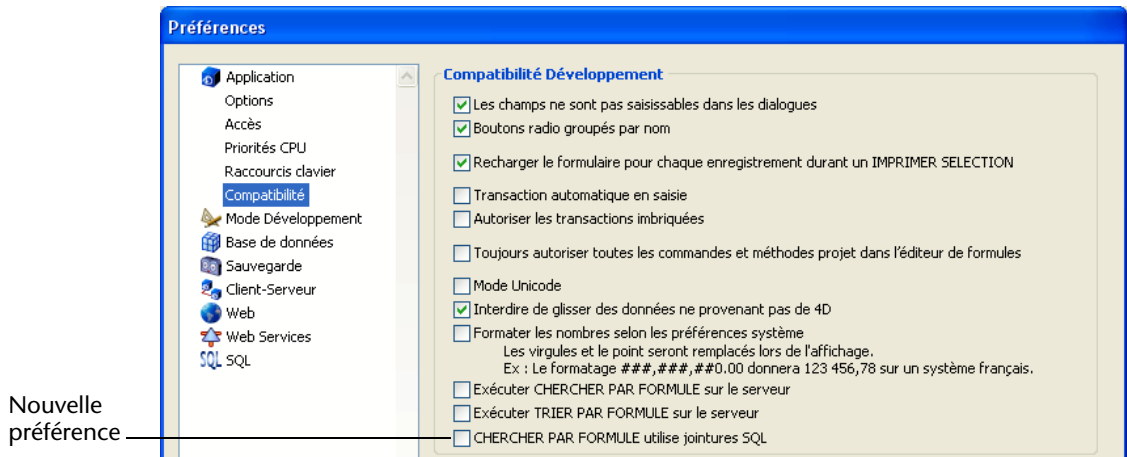 Préférences
Application
Options
Accès
Priorités CPU
Raccourcis clavier
Compatibilité
Mode Développement
Base de données
Sauvegarde
Client-Serveur
Web
Web Services
SQL SQL
Compatibilité Développement
Les champs ne sont pas saisissables dans les dialogues
Boutons radio groupés par nom
Recharger le formulaire pour chaque enregistrement durant un IMPRIMER SELECTION
Transaction automatique en saisie
Autoriser les transactions imbriquées
Toujours autoriser toutes les commandes et méthodes projet dans l'éditeur de formules
Mode Unicode
Interdire de glisser des données ne provenant pas de 4D
Formater les nombres selon les préférences système
Les virgules et le point seront remplacés lors de l'affichage.
Ex : Le formatage ###,###,##0.00 donnera 123 456,78 sur un système français.
Exécuter CHERCHER PAR FORMULE sur le serveur
Exécuter TRIER PAR FORMULE sur le serveur
CHERCHER PAR FORMULE utilise jointures SQL
Nouvelle
préférence